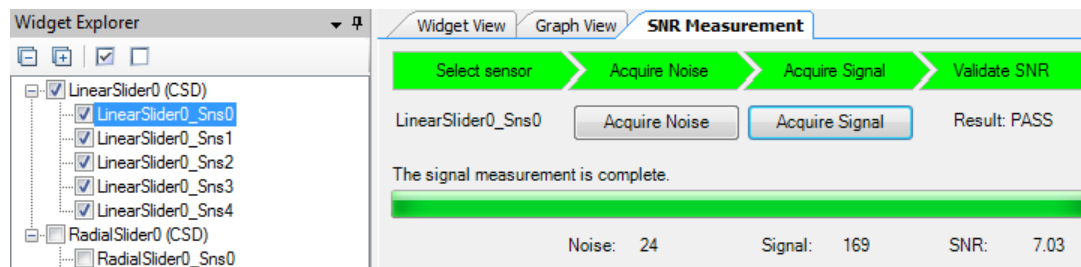 Widget Explorer
LinearSlider0 (CSD)
LinearSlider0_Sns0
LinearSlider0_Sns1
LinearSlider0_Sns2
LinearSlider0_Sns3
LinearSlider0_Sns4
RadialSlider0 (CSD)
RadialSlider0_Sns0
Widget View Graph View SNR Measurement
Select sensor Acquire Noise Acquire Signal Validate SNR
LinearSlider0_Sns0 Acquire Noise Acquire Signal Result: PASS
The signal measurement is complete.
Noise: 24 Signal: 169 SNR: 7.03